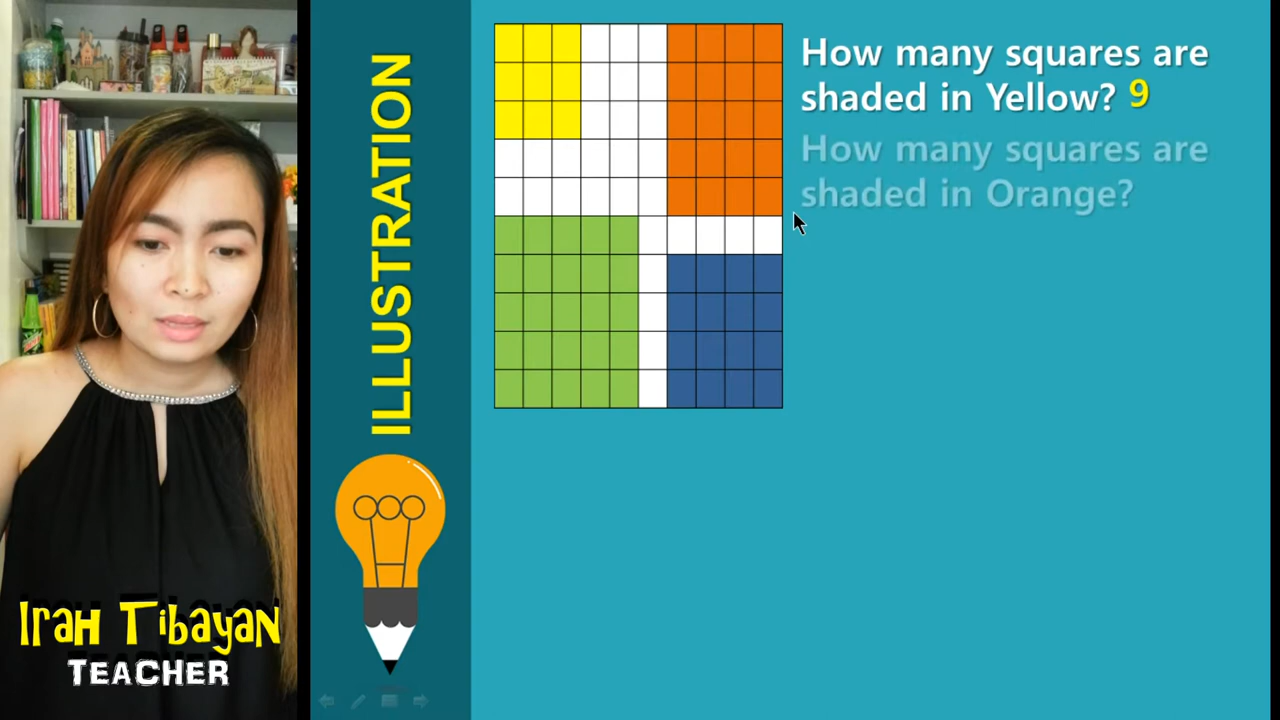 ILLUSTRATION
How many squares are
shaded in Yellow? 9
How many squares are
shaded in Orange?
Irah Tibayan
TEACHER